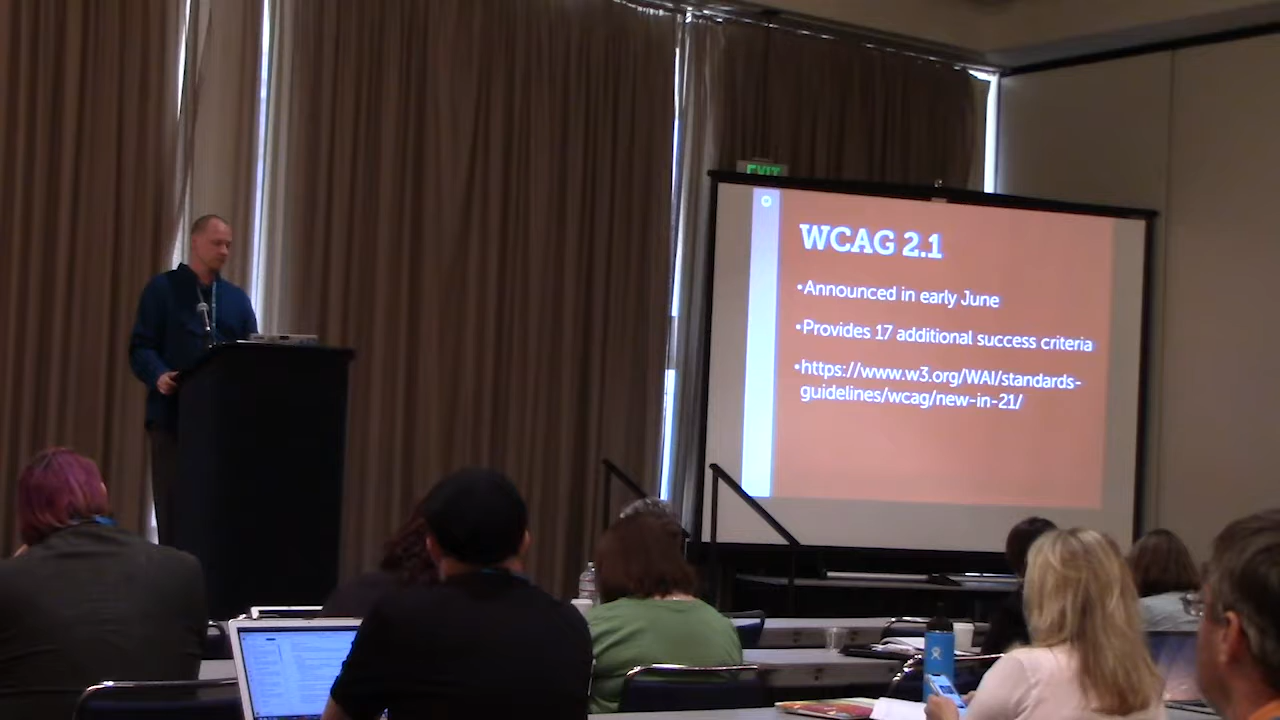 EXIT
WCAG 2.1
•Announced in early June
•Provides 17 additional success criteria
•https://www.w3.org/WAI/standards-
guidelines/wcag/new-in-21/